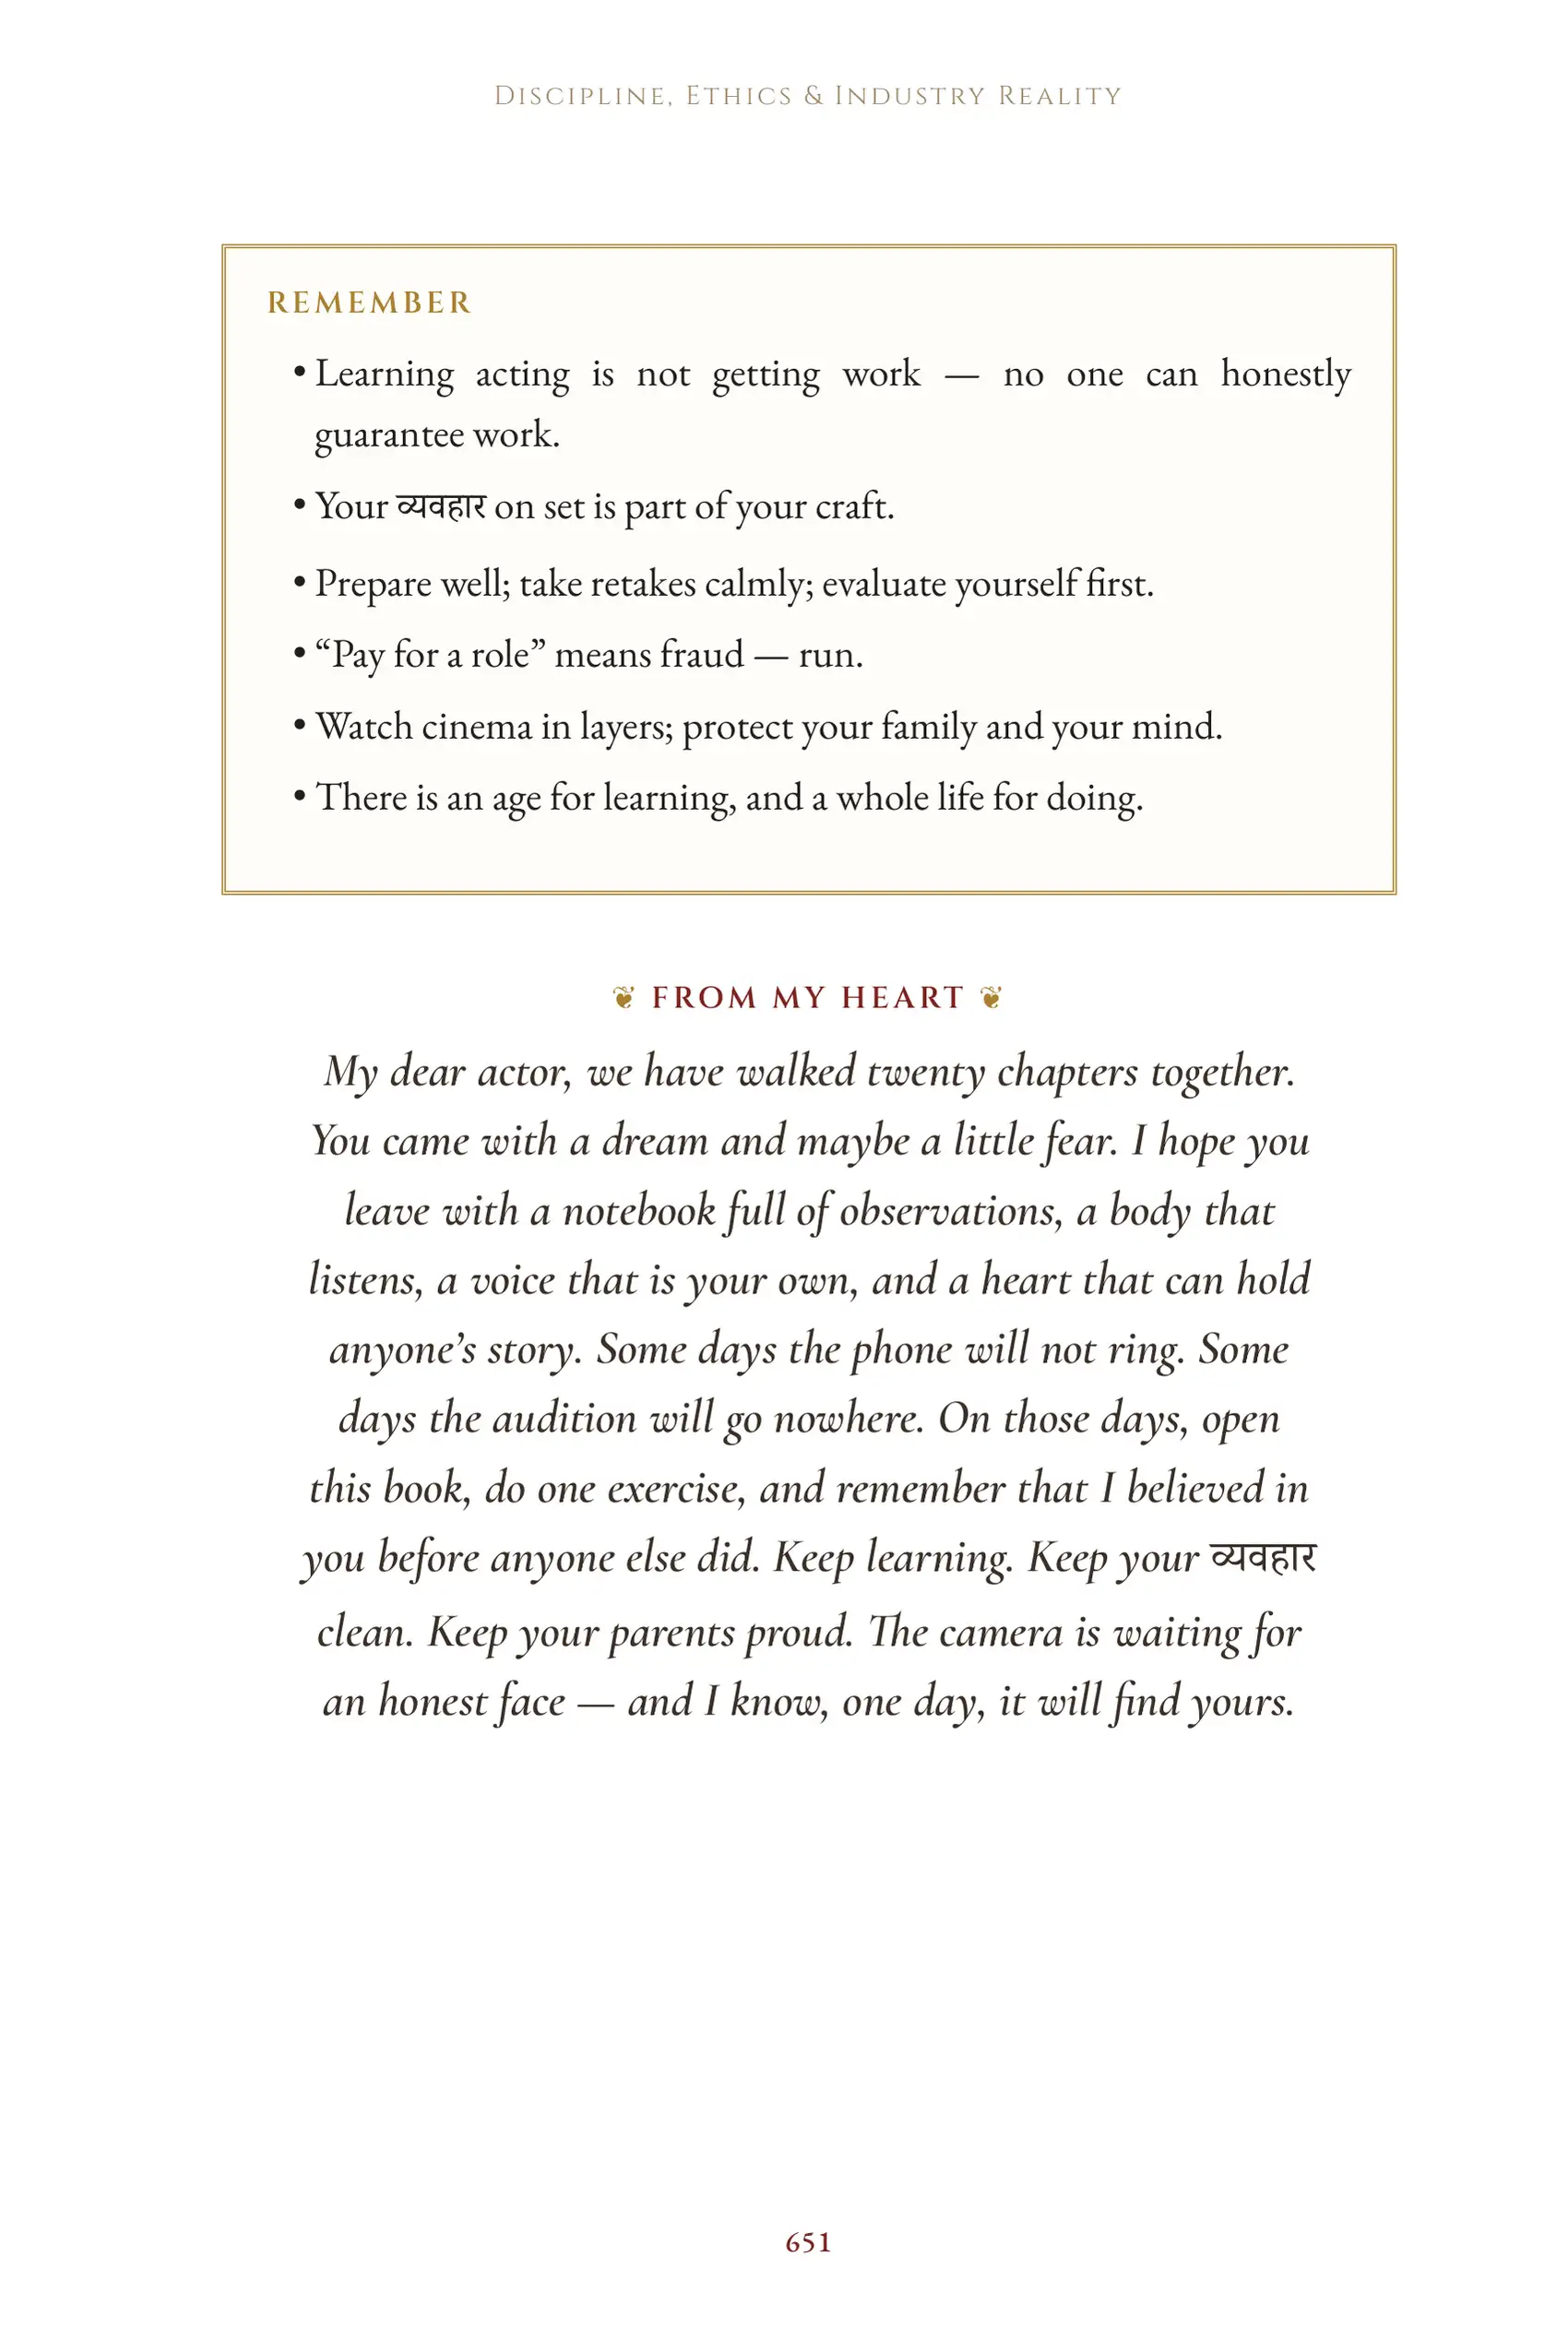 Discipline, Ethics & Industry Reality
REMEMBER
• Learning acting is not getting work — no one can honestly
guarantee work.
• Your व्यवहार on set is part of your craft.
• Prepare well; take retakes calmly; evaluate yourself first.
• “Pay for a role” means fraud — run.
• Watch cinema in layers; protect your family and your mind.
• There is an age for learning, and a whole life for doing.
❦ FROM MY HEART ❦
My dear actor, we have walked twenty chapters together.
You came with a dream and maybe a little fear. I hope you
leave with a notebook full of observations, a body that
listens, a voice that is your own, and a heart that can hold
anyone’s story. Some days the phone will not ring. Some
days the audition will go nowhere. On those days, open
this book, do one exercise, and remember that I believed in
you before anyone else did. Keep learning. Keep your व्यवहार
clean. Keep your parents proud. The camera is waiting for
an honest face — and I know, one day, it will find yours.
651